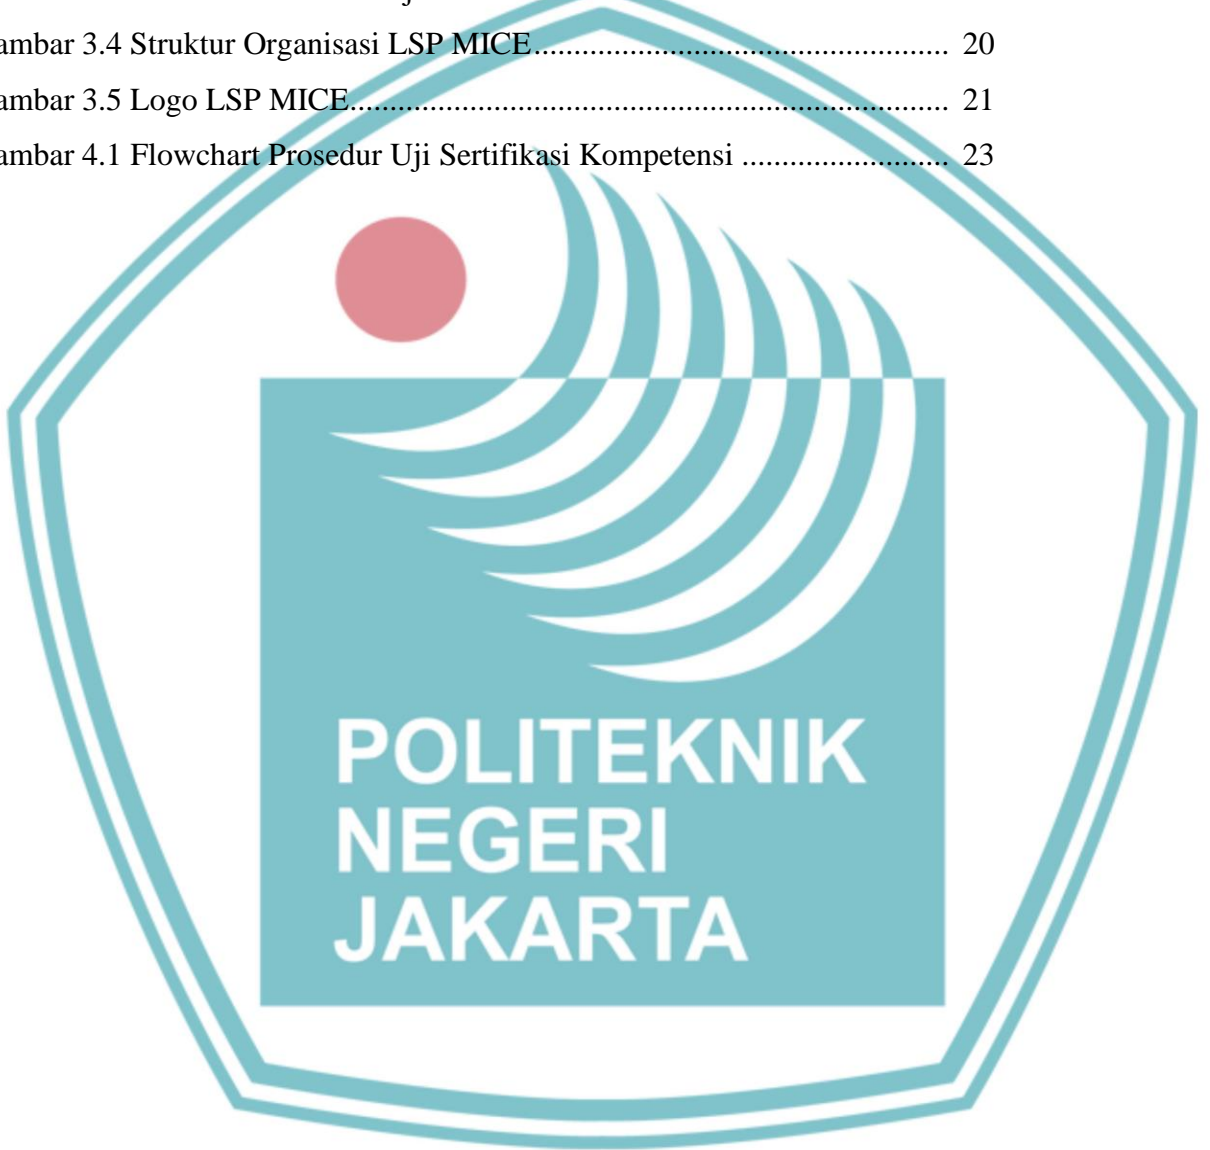 ambar 3.4 Struktur Organisasi LSP MICE................................................... 20
ambar 3.5 Logo LSP MICE......................................................................... 21
ambar 4.1 Flowchart Prosedur Uji Sertifikasi Kompetensi ......................... 23
POLITEKNIK
NEGERI
JAKARTA